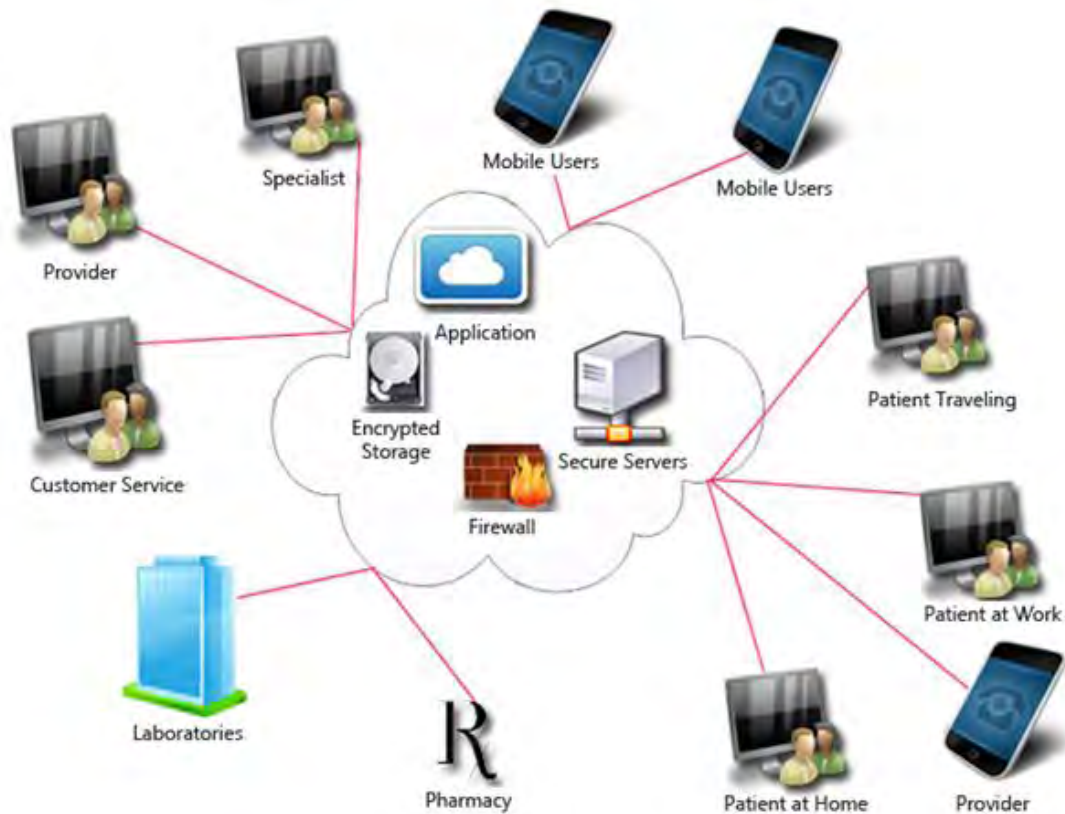 Specialist
Mobile Users
Mobile Users
Provider
Application
Encrypted
Storage
Secure Servers
Patient Traveling
Customer Service
Firewall
Patient at Work
Laboratories
R
Pharmacy
Patient at Home
Provider